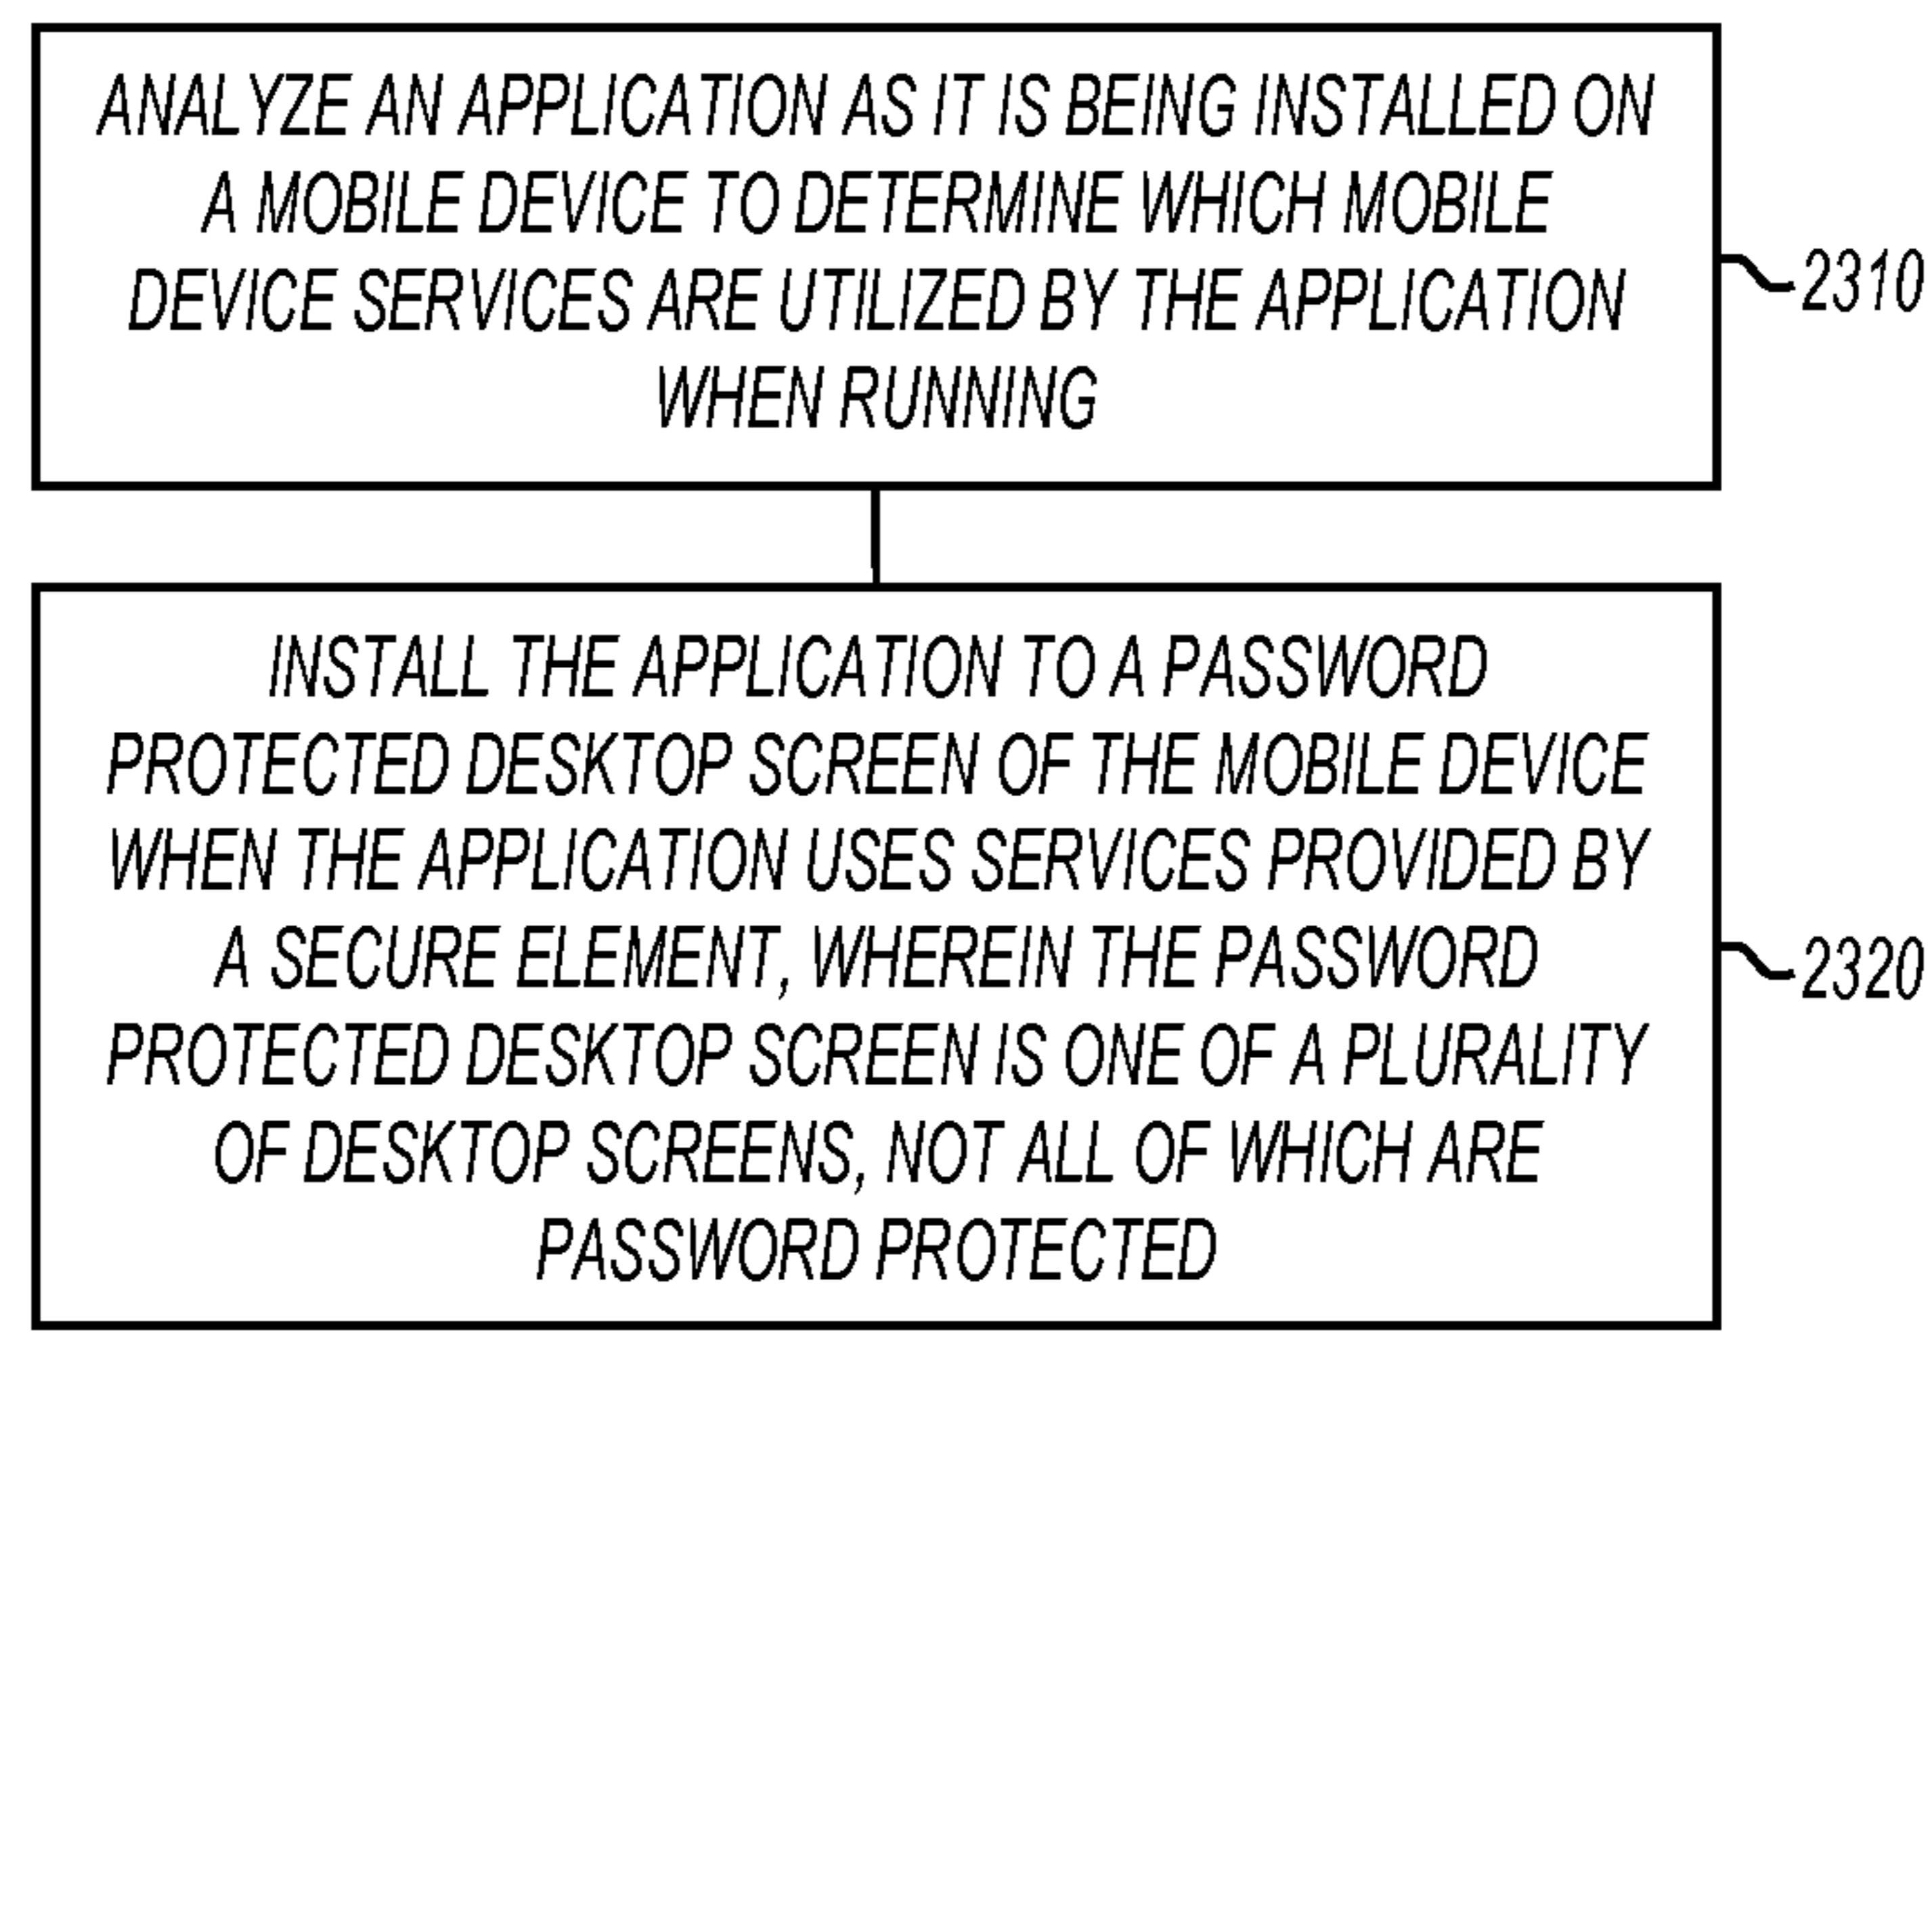 ANALYZE AN APPLICATION AS IT IS BEING INSTALLED ON
A MOBILE DEVICE TO DETERMINE WHICH MOBILE
DEVICE SERVICES ARE UTILIZED BY THE APPLICATION
WHEN RUNNING
2310
INSTALL THE APPLICATION TO A PASSWORD
PROTECTED DESKTOP SCREEN OF THE MOBILE DEVICE
WHEN THE APPLICATION USES SERVICES PROVIDED BY
A SECURE ELEMENT, WHEREIN THE PASSWORD
PROTECTED DESKTOP SCREEN IS ONE OF A PLURALITY
OF DESKTOP SCREENS, NOT ALL OF WHICH ARE
PASSWORD PROTECTED
2320